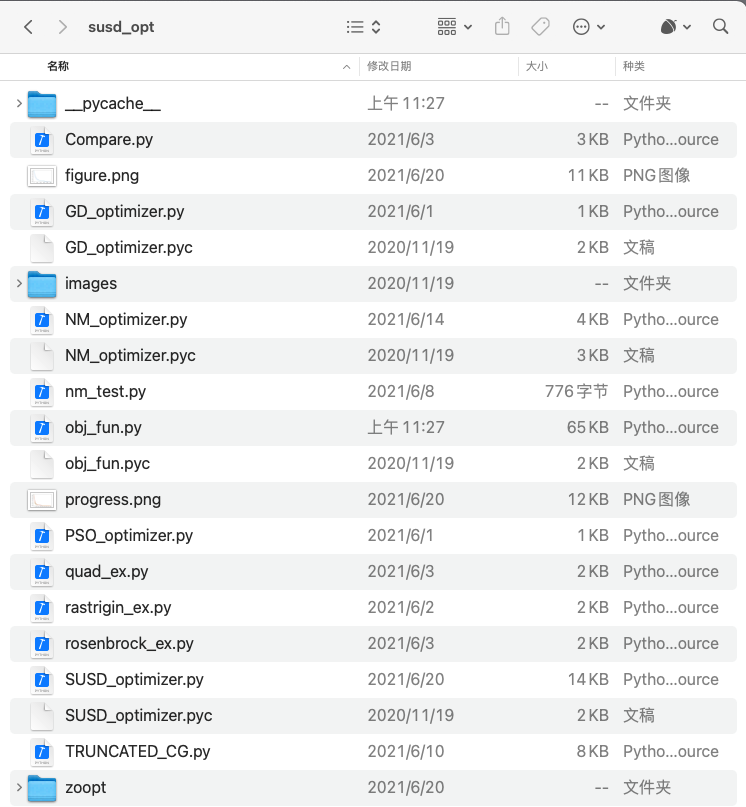 susd_opt
名称 修改日期 大小 种类
__pycache__ 上午 11:27 -- 文件夹
Compare.py 2021/6/3 3 KB Pytho...ource
figure.png 2021/6/20 11 KB PNG图像
GD_optimizer.py 2021/6/1 1 KB Pytho...ource
GD_optimizer.pyc 2020/11/19 2 KB 文稿
images 2020/11/19 -- 文件夹
NM_optimizer.py 2021/6/14 4 KB Pytho...ource
NM_optimizer.pyc 2020/11/19 3 KB 文稿
nm_test.py 2021/6/8 776 字节 Pytho...ource
obj_fun.py 上午 11:27 65 KB Pytho...ource
obj_fun.pyc 2020/11/19 2 KB 文稿
progress.png 2021/6/20 12 KB PNG图像
PSO_optimizer.py 2021/6/1 1 KB Pytho...ource
quad_ex.py 2021/6/3 2 KB Pytho...ource
rastrigin_ex.py 2021/6/2 2 KB Pytho...ource
rosenbrock_ex.py 2021/6/3 2 KB Pytho...ource
SUSD_optimizer.py 2021/6/20 14 KB Pytho...ource
SUSD_optimizer.pyc 2020/11/19 2 KB 文稿
TRUNCATED_CG.py 2021/6/10 8 KB Pytho...ource
zoopt 2021/6/20 -- 文件夹